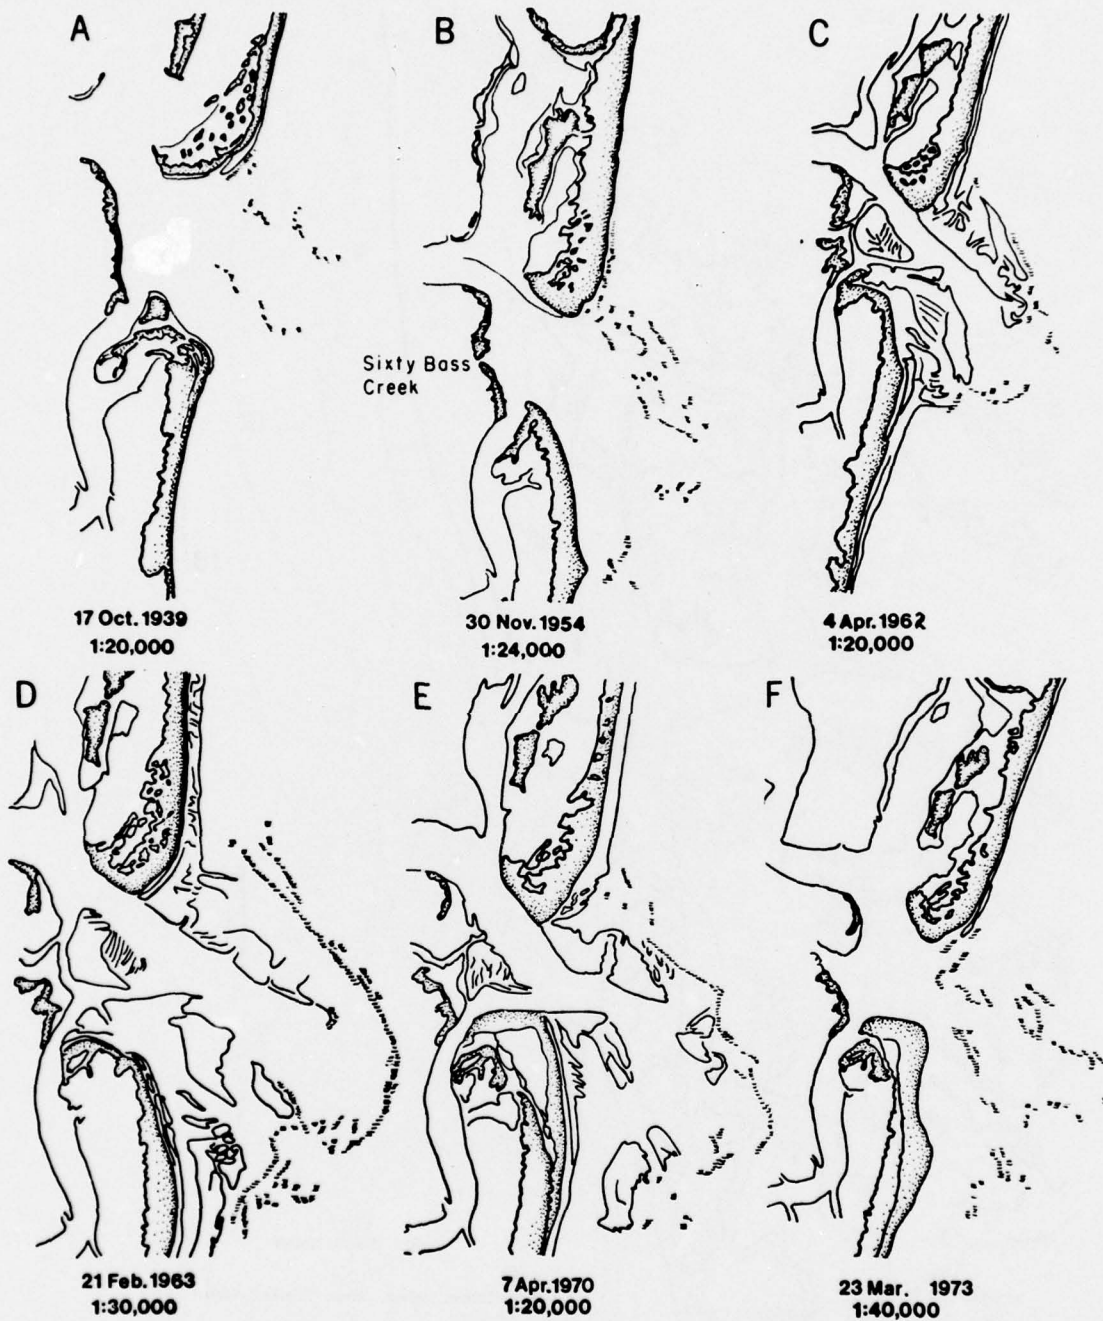 A
B
C
Sixty Bass
Creek
17 Oct. 1939
1:20,000
30 Nov. 1954
1:24,000
4 Apr. 1962
1:20,000
D
E
F
21 Feb. 1963
1:30,000
7 Apr. 1970
1:20,000
23 Mar. 1973
1:40,000